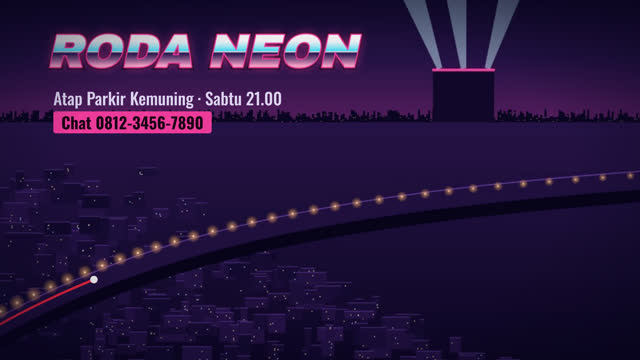 RODA NEON
Atap Parkir Kemuning · Sabtu 21.00
Chat 0812-3456-7890